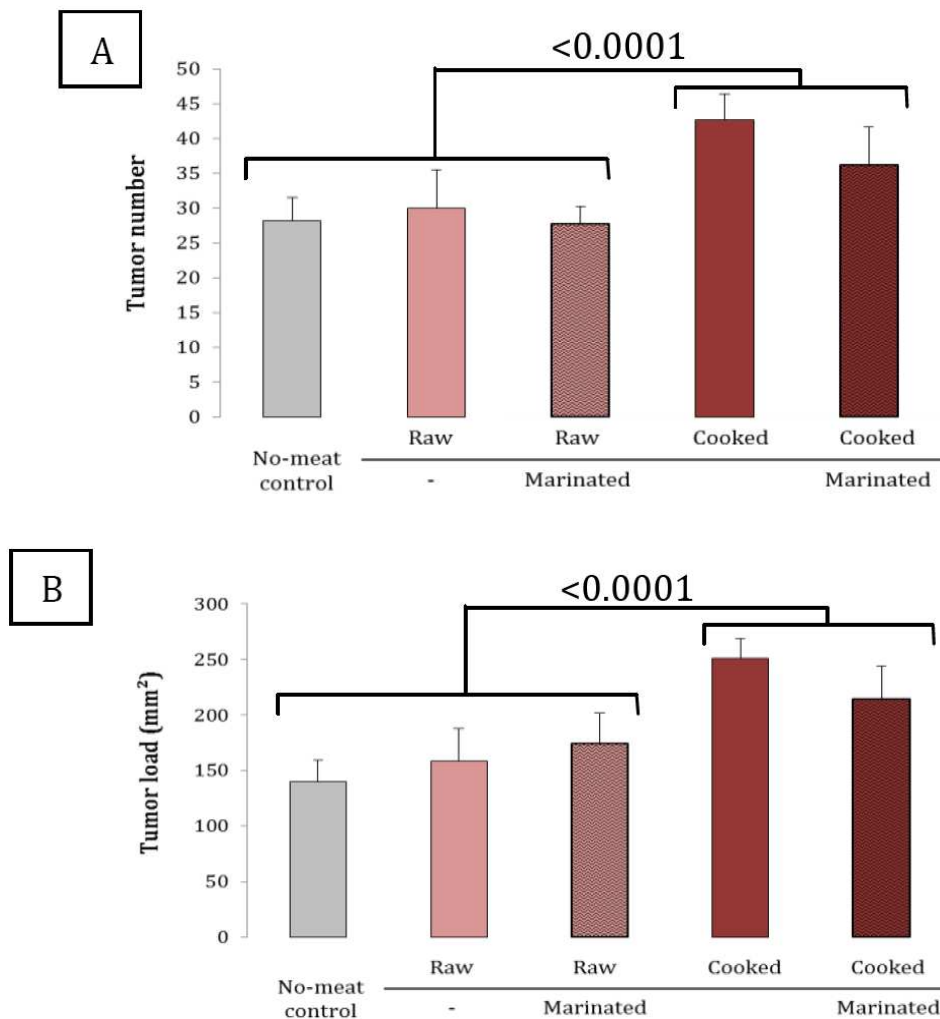 A
<0.0001
Tumor number
50
45
40
35
30
25
20
15
10
5
0
No-meat
control
Raw
-
Raw
Marinated
Cooked
Cooked
Marinated
B
<0.0001
Tumor load (mm²)
300
250
200
150
100
50
0
No-meat
control
Raw
-
Raw
Marinated
Cooked
Cooked
Marinated